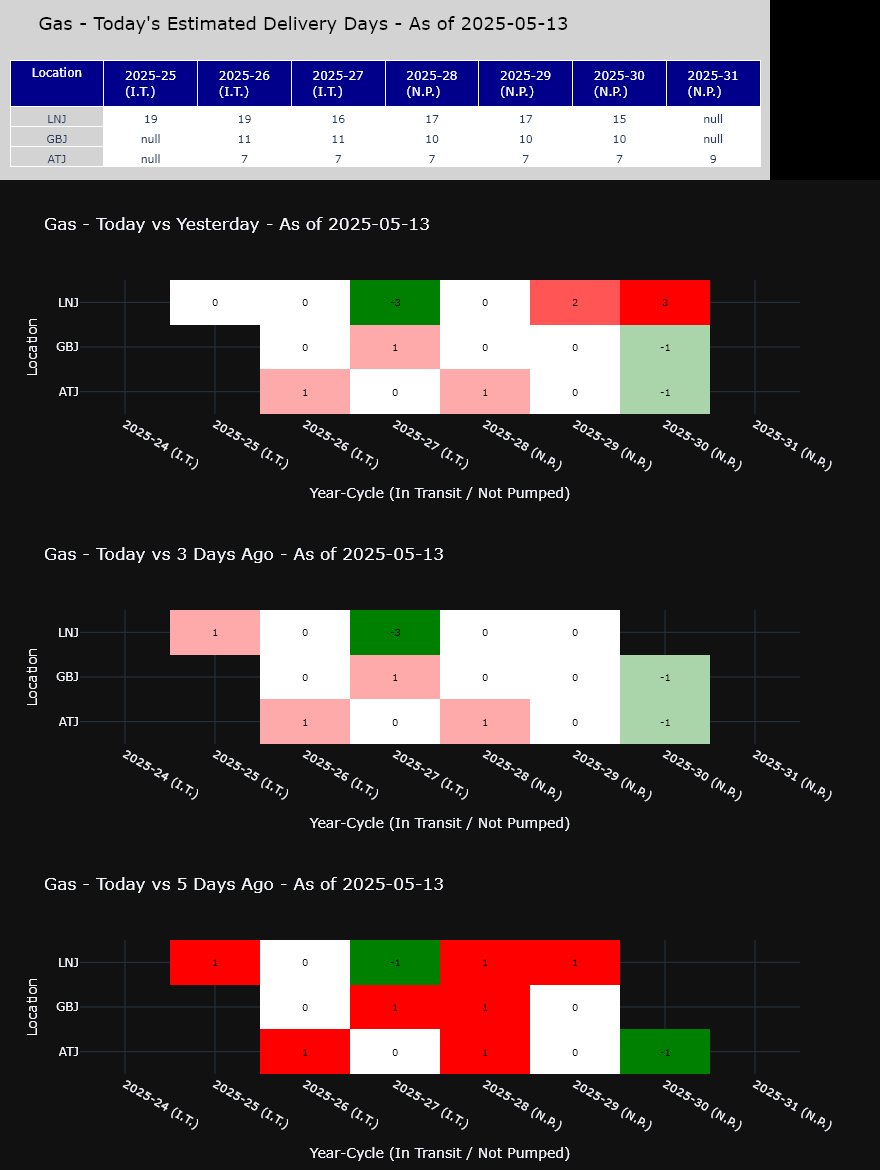 Gas - Today's Estimated Delivery Days - As of 2025-05-13
Location 2025-25 (I.T.) 2025-26 (I.T.) 2025-27 (I.T.) 2025-28 (N.P.) 2025-29 (N.P.) 2025-30 (N.P.) 2025-31 (N.P.)
LNJ 19 19 16 17 17 15 null
GBJ null 11 11 10 10 10 null
ATJ null 7 7 7 7 7 9
Gas - Today vs Yesterday - As of 2025-05-13
Location
LNJ 0 0 -3 0 2 3
GBJ 0 1 0 0 -1
ATJ 1 0 1 0 -1
2025-24 (I.T.) 2025-25 (I.T.) 2025-26 (I.T.) 2025-27 (I.T.) 2025-28 (N.P.) 2025-29 (N.P.) 2025-30 (N.P.) 2025-31 (N.P.)
Year-Cycle (In Transit / Not Pumped)
Gas - Today vs 3 Days Ago - As of 2025-05-13
Location
LNJ 1 0 -3 0 0
GBJ 0 1 0 0 -1
ATJ 1 0 1 0 -1
2025-24 (I.T.) 2025-25 (I.T.) 2025-26 (I.T.) 2025-27 (I.T.) 2025-28 (N.P.) 2025-29 (N.P.) 2025-30 (N.P.) 2025-31 (N.P.)
Year-Cycle (In Transit / Not Pumped)
Gas - Today vs 5 Days Ago - As of 2025-05-13
Location
LNJ 1 0 -1 1 1
GBJ 0 1 1 0
ATJ 1 0 1 0 -1
2025-24 (I.T.) 2025-25 (I.T.) 2025-26 (I.T.) 2025-27 (I.T.) 2025-28 (N.P.) 2025-29 (N.P.) 2025-30 (N.P.) 2025-31 (N.P.)
Year-Cycle (In Transit / Not Pumped)